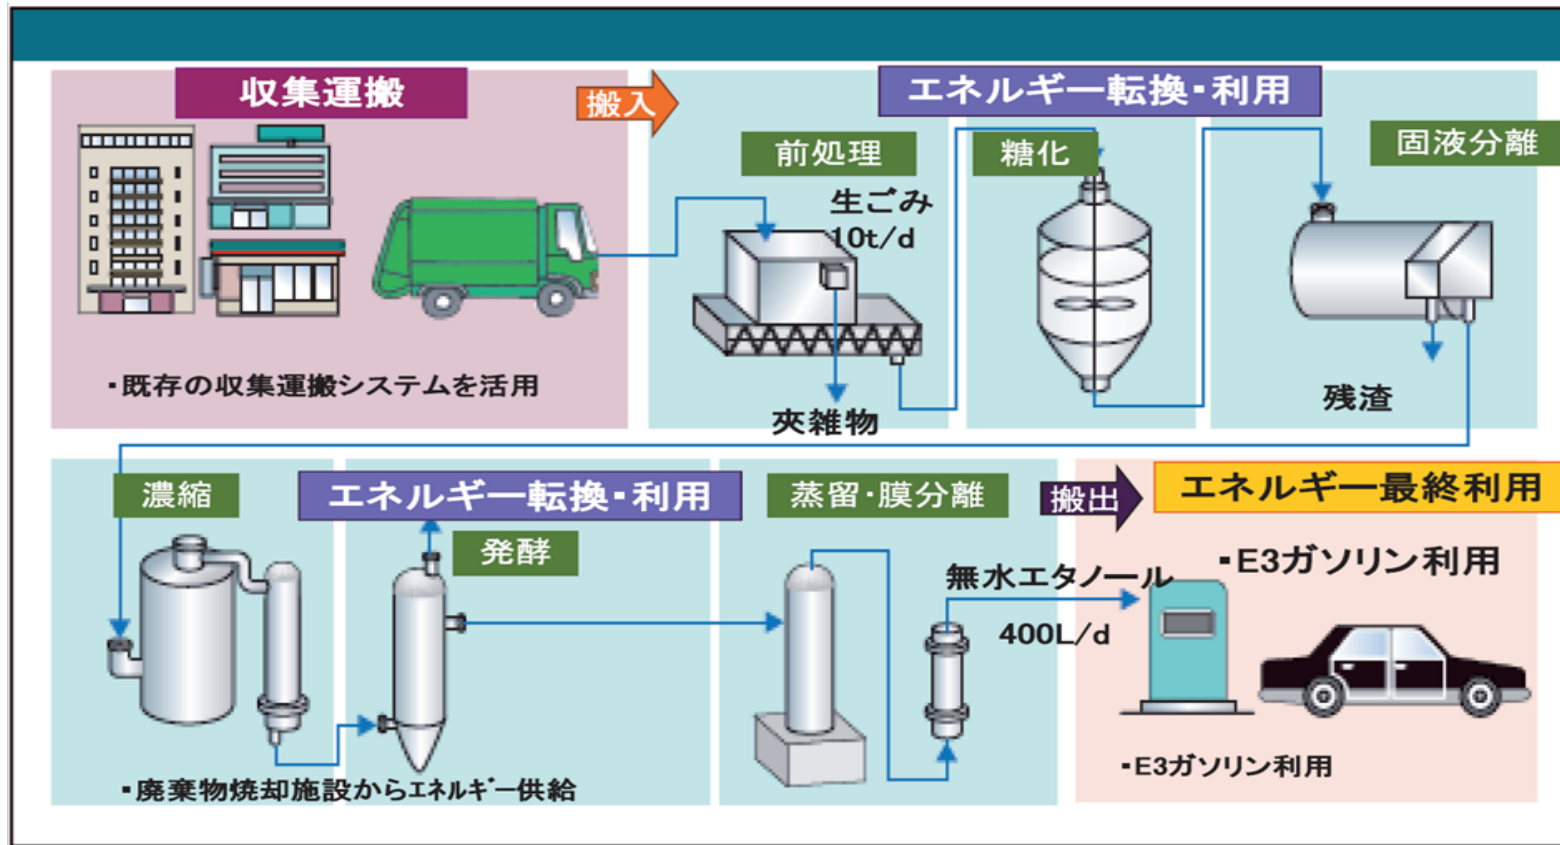 収集運搬
搬入
エネルギー転換・利用
前処理
糖化
固液分離
生ごみ
10t/d
・既存の収集運搬システムを活用
夾雑物
残渣
濃縮
エネルギー転換・利用
発酵
蒸留・膜分離
搬出
エネルギー最終利用
・E3ガソリン利用
無水エタノール
400L/d
・廃棄物焼却施設からエネルギー供給
・E3ガソリン利用